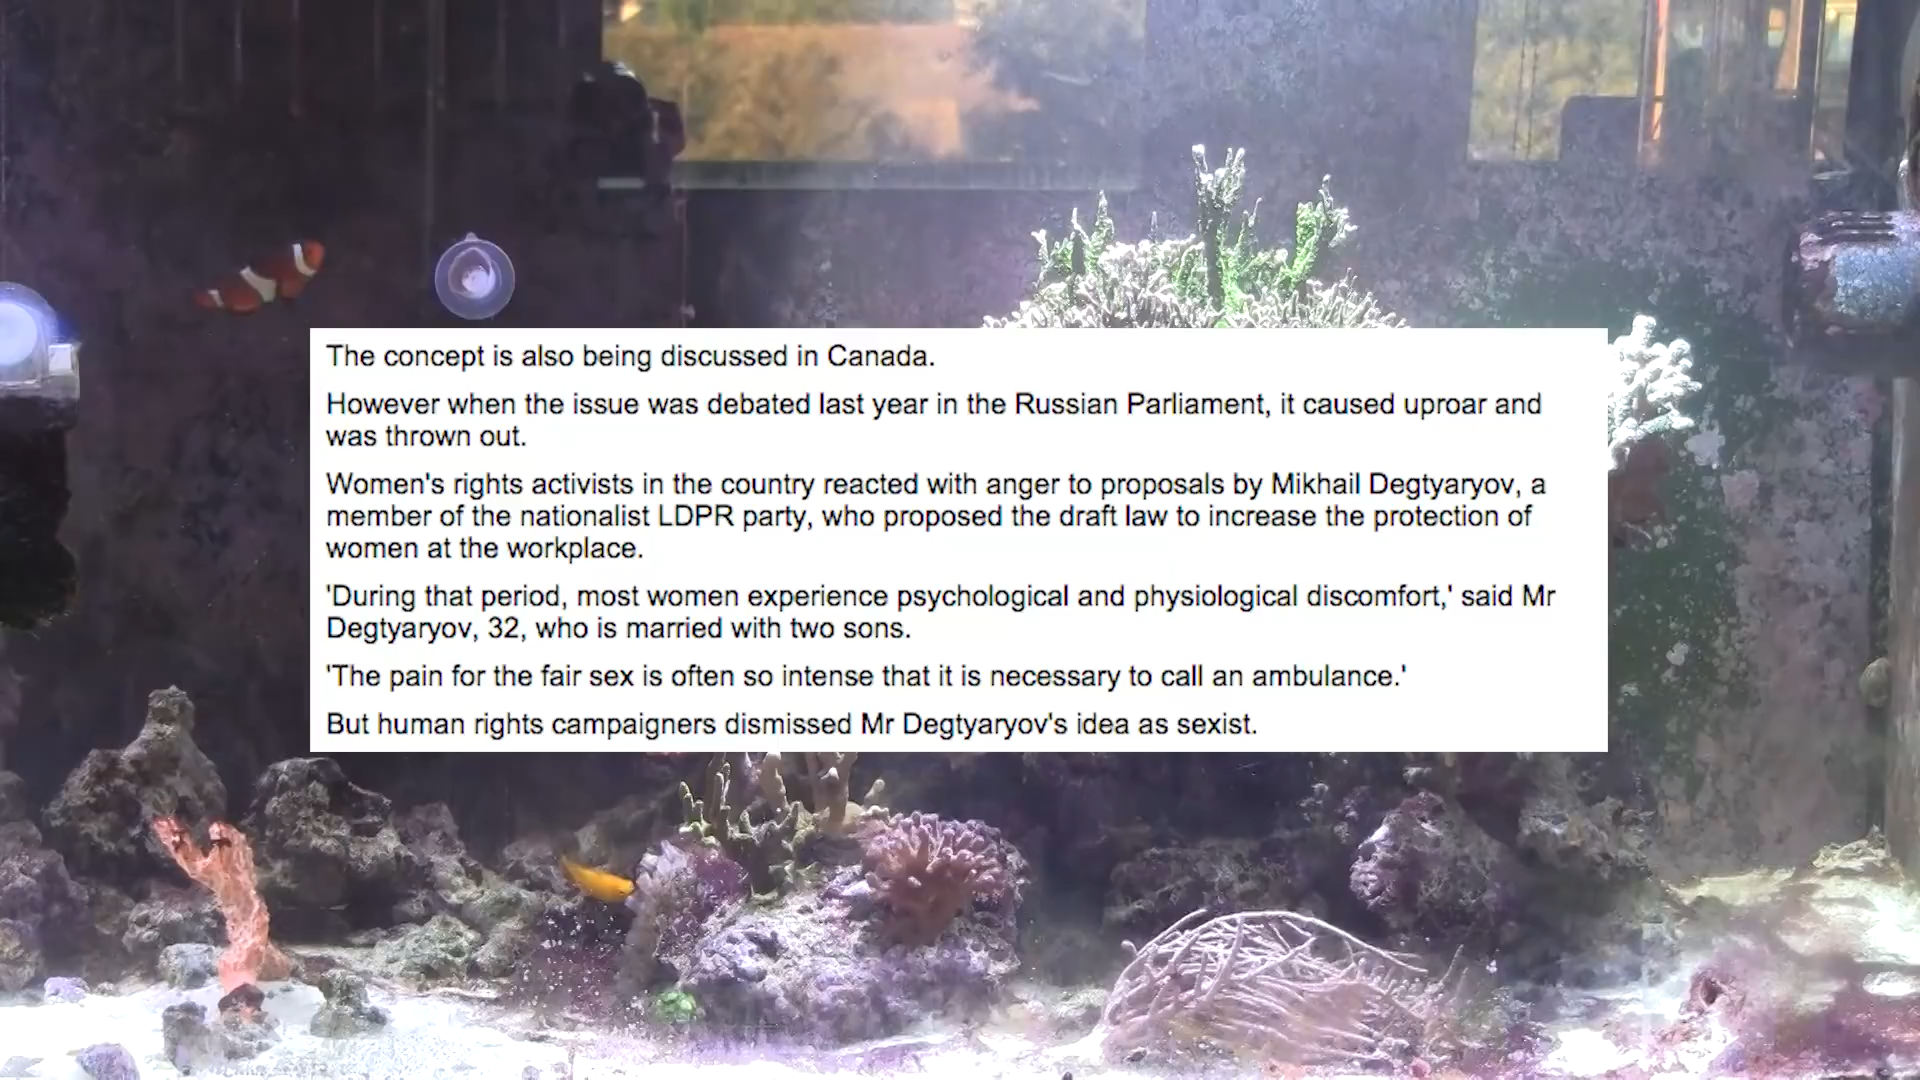 The concept is also being discussed in Canada.
However when the issue was debated last year in the Russian Parliament, it caused uproar and
was thrown out.
Women's rights activists in the country reacted with anger to proposals by Mikhail Degtyaryov, a
member of the nationalist LDPR party, who proposed the draft law to increase the protection of
women at the workplace.
'During that period, most women experience psychological and physiological discomfort,' said Mr
Degtyaryov, 32, who is married with two sons.
'The pain for the fair sex is often so intense that it is necessary to call an ambulance.'
But human rights campaigners dismissed Mr Degtyaryov's idea as sexist.